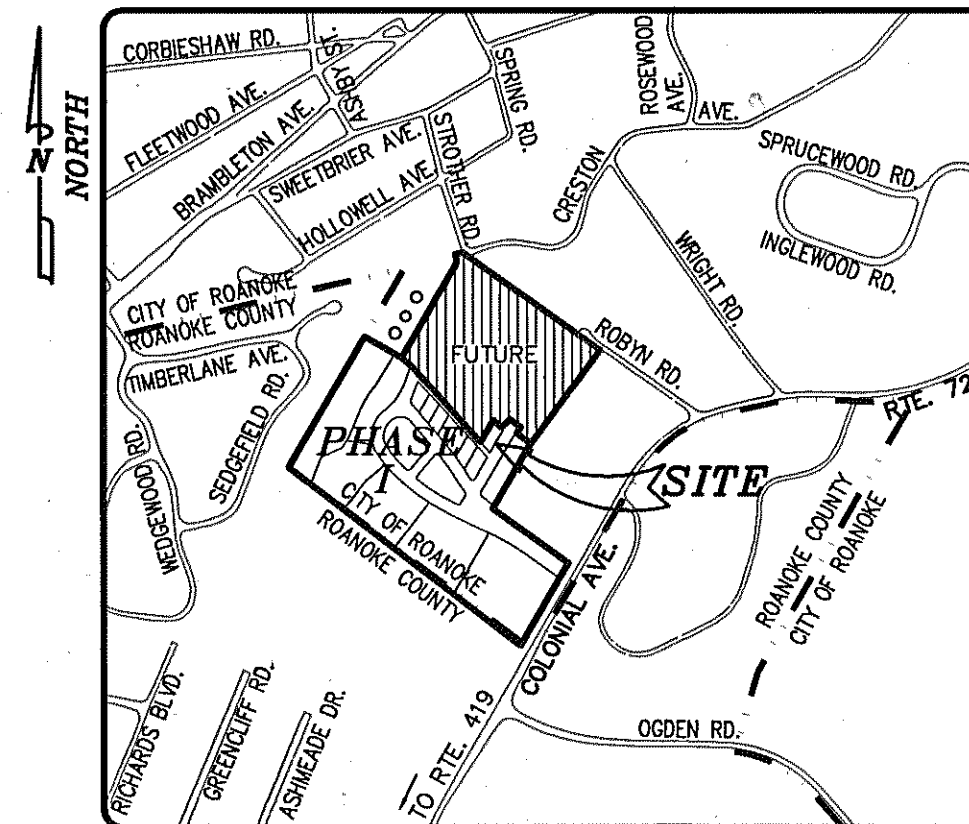 CORBIESHAW RD.
ASHBY ST.
SPRING RD.
ROSEWOOD
AVE.
AVE.
FLEETWOOD AVE.
BRAMBLETON AVE.
SWEETBRIER AVE.
STROTHER RD.
CRESTON
SPRUCEWOOD RD.
N
NORTH
HOLLOWELL AVE.
WRIGHT RD.
INGLEWOOD RD.
CITY OF ROANOKE
ROANOKE COUNTY
FUTURE
ROBYN RD.
TIMBERLANE AVE.
SEDGEFIELD RD.
RTE. 72
PHASE
I
SITE
WEDGEWOOD RD.
CITY OF ROANOKE
ROANOKE COUNTY
ROANOKE COUNTY
CITY OF ROANOKE
COLONIAL AVE.
RICHARDS BLVD.
GREENCLIFF RD.
ASHMEADE DR.
TO RTE. 419
OGDEN RD.